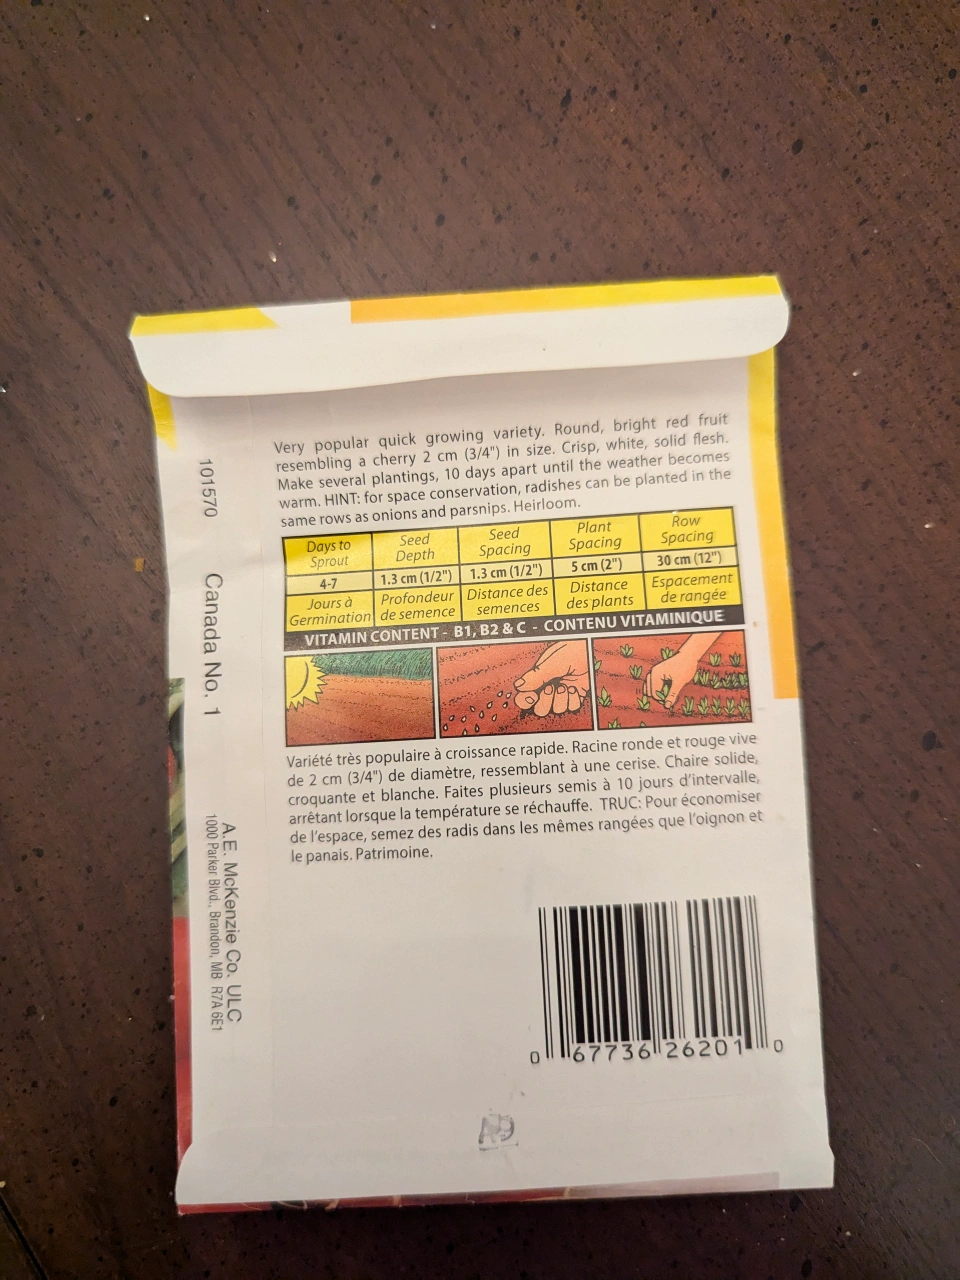 Very popular quick growing variety. Round, bright red fruit
resembling a cherry 2 cm (3/4") in size. Crisp, white, solid flesh.
Make several plantings, 10 days apart until the weather becomes
warm. HINT: for space conservation, radishes can be planted in the
same rows as onions and parsnips. Heirloom.
Days to Sprout
Seed Depth
Seed Spacing
Plant Spacing
Row Spacing
4-7
1.3 cm (1/2")
1.3 cm (1/2")
5 cm (2")
30 cm (12")
Jours à Germination
Profondeur de semence
Distance des semences
Distance des plants
Espacement de rangée
VITAMIN CONTENT - B1, B2 & C - CONTENU VITAMINIQUE
Variété très populaire à croissance rapide. Racine ronde et rouge vive
de 2 cm (3/4") de diamètre, ressemblant à une cerise. Chaire solide,
croquante et blanche. Faites plusieurs semis à 10 jours d'intervalle,
arrêtant lorsque la température se réchauffe. TRUC: Pour économiser
de l'espace, semez des radis dans les mêmes rangées que l'oignon et
le panais. Patrimoine.
0 67736 26201 0
101570 Canada No. 1
A.E. McKenzie Co. ULC
1000 Parker Blvd., Brandon, MB R7A 6E1